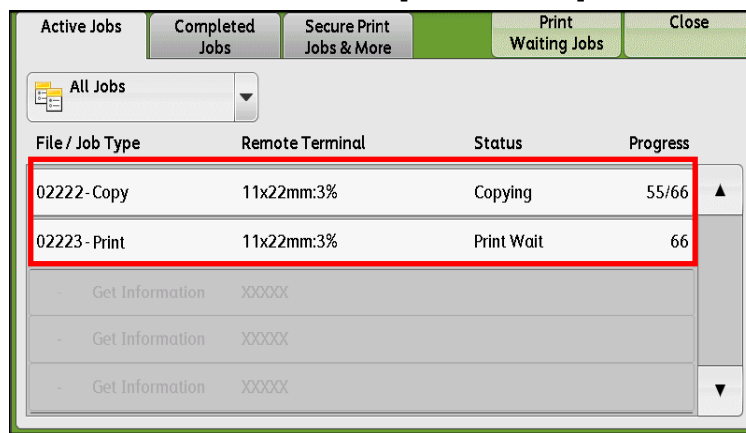 Active Jobs
Completed
Jobs
Secure Print
Jobs & More
Print
Waiting Jobs
Close
All Jobs
File / Job Type Remote Terminal Status Progress
02222-Copy 11x22mm:3% Copying 55/66
02223-Print 11x22mm:3% Print Wait 66
- Get Information XXXXX
- Get Information XXXXX
- Get Information XXXXX